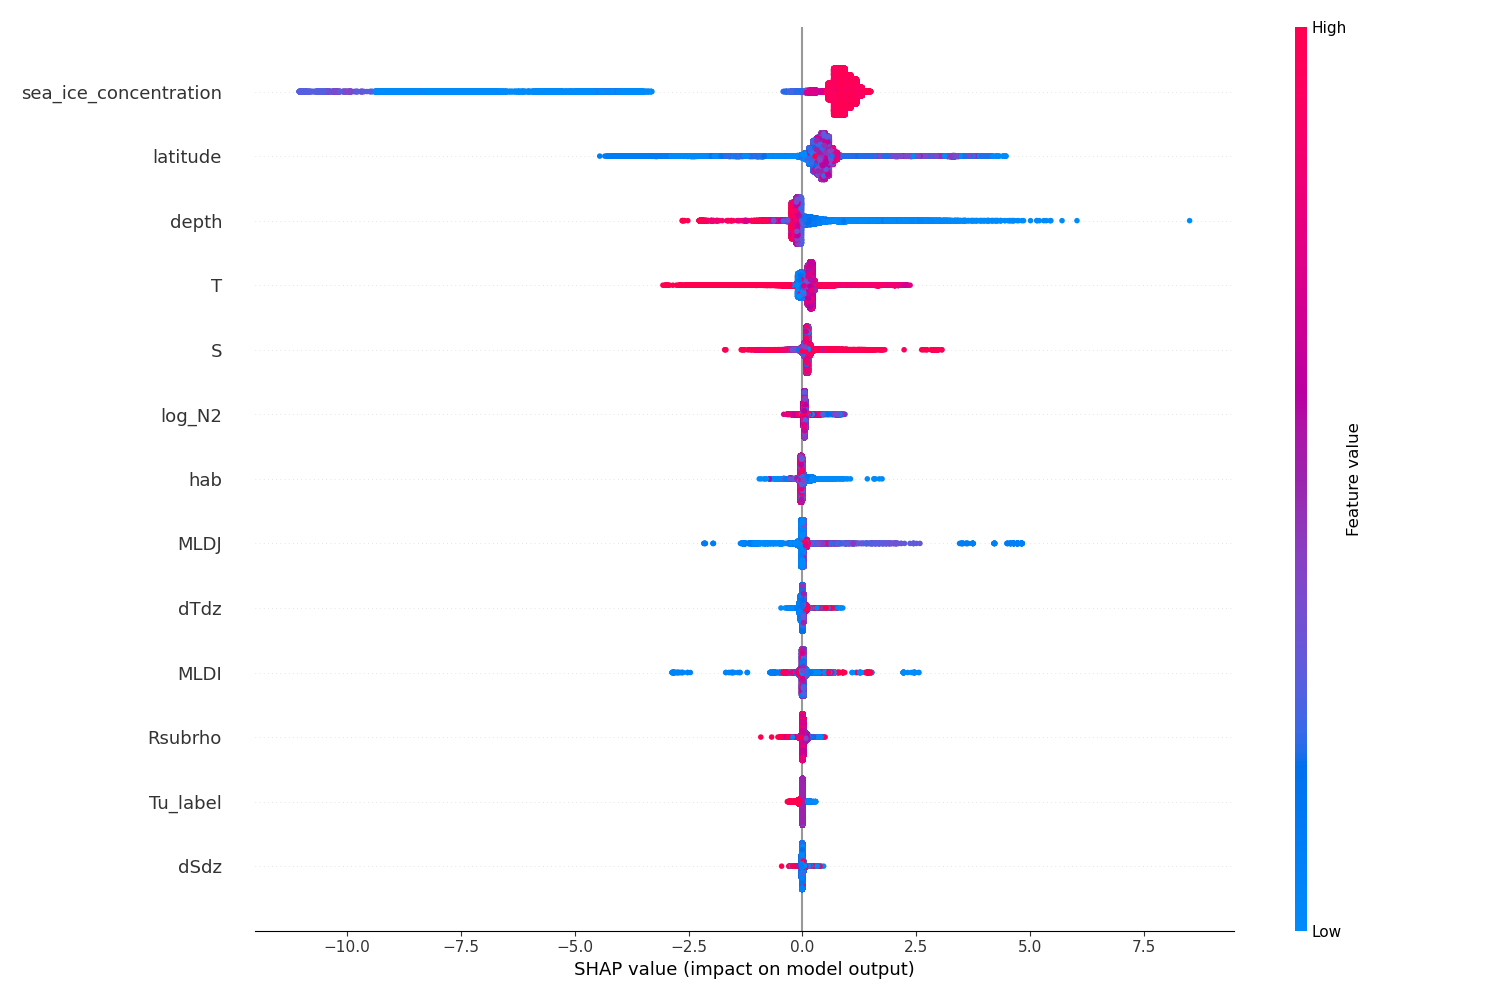 High
sea_ice_concentration
latitude
depth
T
S
log_N2
hab
MLDJ
dTdz
MLDI
Rsubrho
Tu_label
dSdz
Feature value
Low
−10.0 −7.5 −5.0 −2.5 0.0 2.5 5.0 7.5
SHAP value (impact on model output)